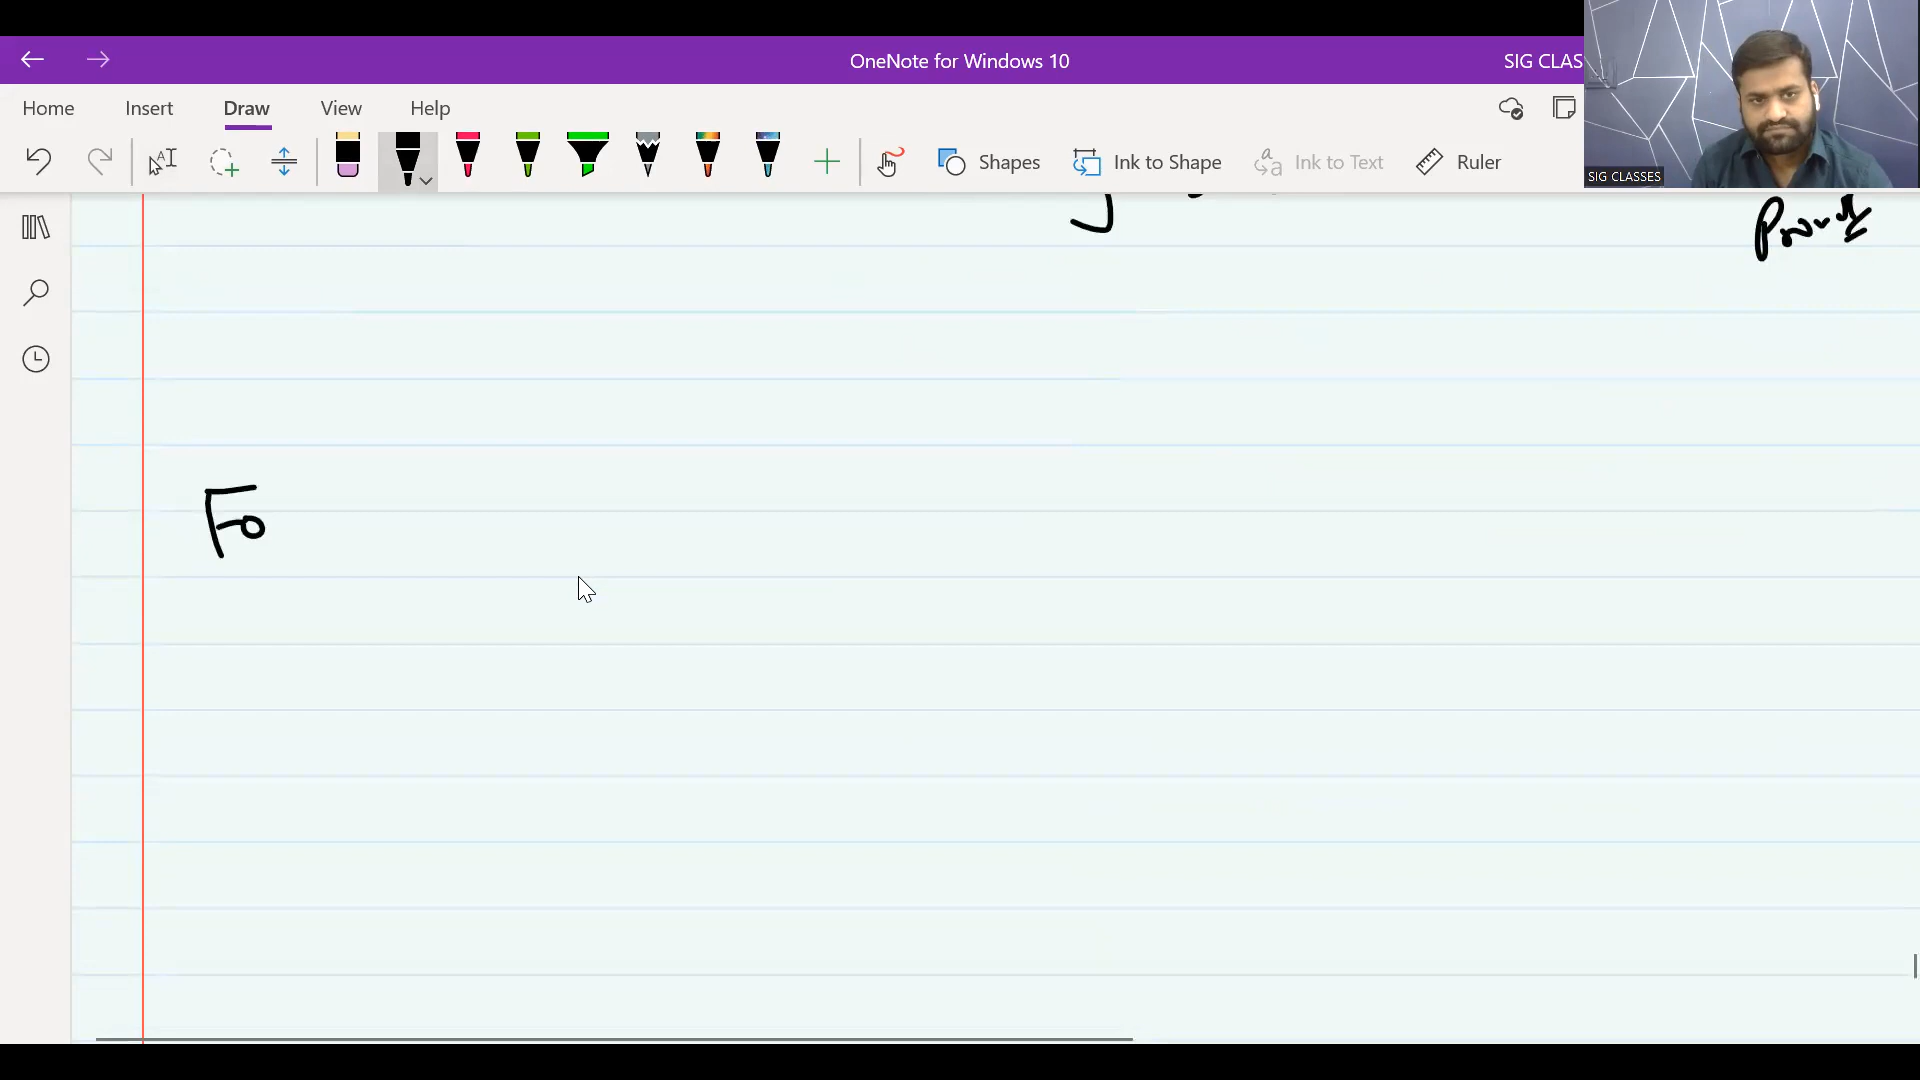 OneNote for Windows 10
SIG CLAS
Home Insert Draw View Help
Shapes Ink to Shape Ink to Text Ruler
SIG CLASSES
Fo